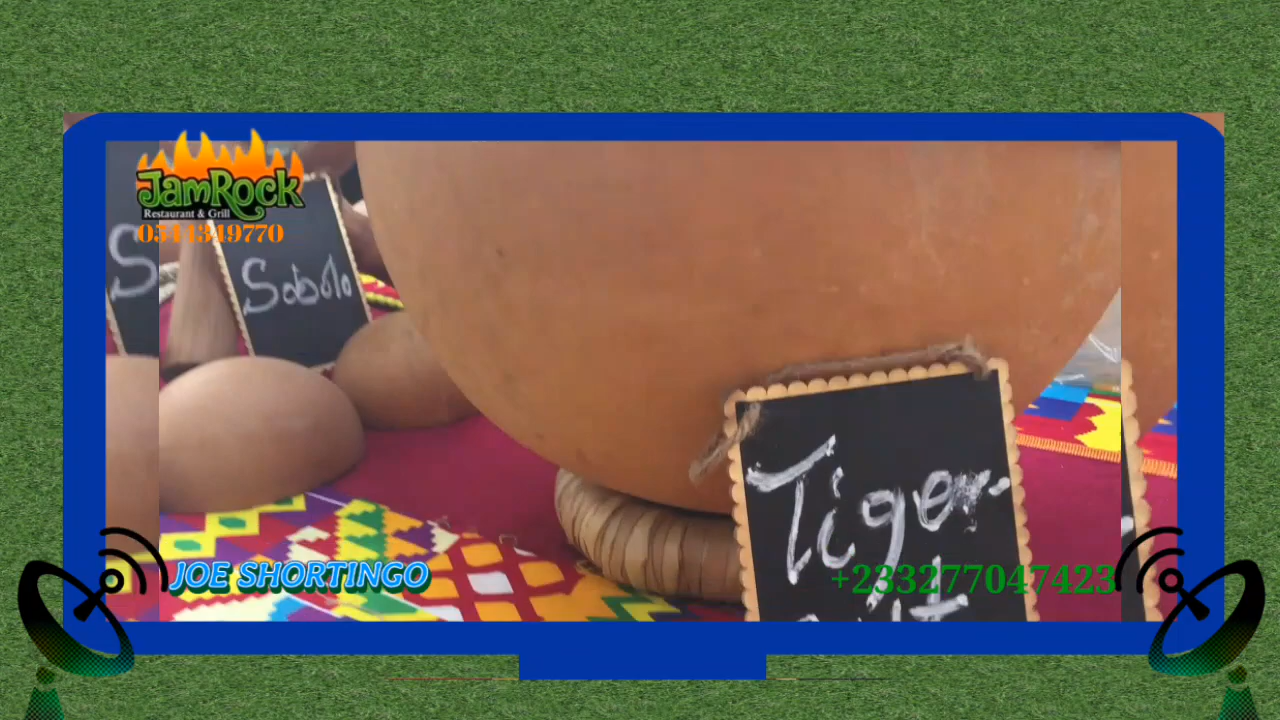 JamRock
Restaurant & Grill
0544349770
S
Sobolo
Tiger-
JOE SHORTINGO
+233277047423